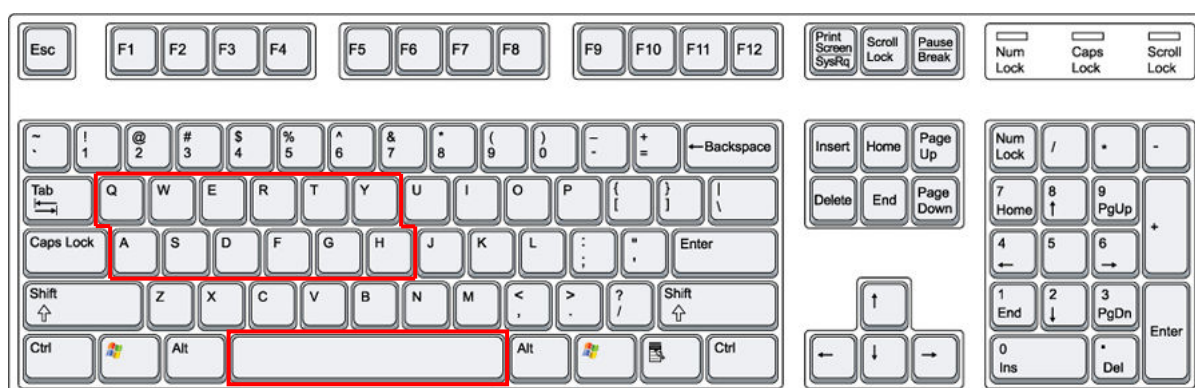 Esc F1 F2 F3 F4 F5 F6 F7 F8 F9 F10 F11 F12 Print Screen SysRq Scroll Lock Pause Break Num Lock Caps Lock Scroll Lock
~ ` ! 1 @ 2 # 3 $ 4 % 5 ^ 6 & 7 * 8 ( 9 ) 0 _ - + = ←Backspace Insert Home Page Up Num Lock / * -
Tab Q W E R T Y U I O P { [ } ] | \ Delete End Page Down 7 Home 8 ↑ 9 PgUp +
Caps Lock A S D F G H J K L : ; " ' Enter 4 ← 5 6 →
Shift Z X C V B N M < , > . ? / Shift ↑ 1 End 2 ↓ 3 PgDn Enter
Ctrl Alt Alt Ctrl ← ↓ → 0 Ins . Del